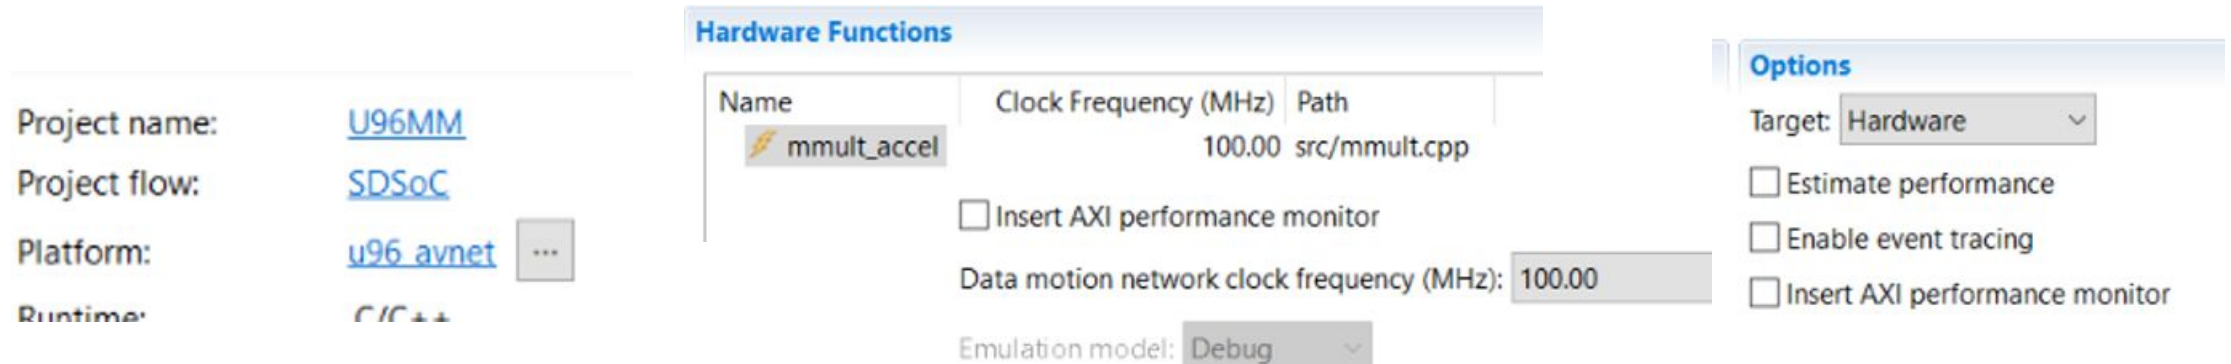 Project name: U96MM
Project flow: SDSoC
Platform: u96_avnet ...
Runtime: C/C++
Hardware Functions
Name Clock Frequency (MHz) Path
mmult_accel 100.00 src/mmult.cpp
Insert AXI performance monitor
Data motion network clock frequency (MHz): 100.00
Emulation model: Debug
Options
Target: Hardware
Estimate performance
Enable event tracing
Insert AXI performance monitor